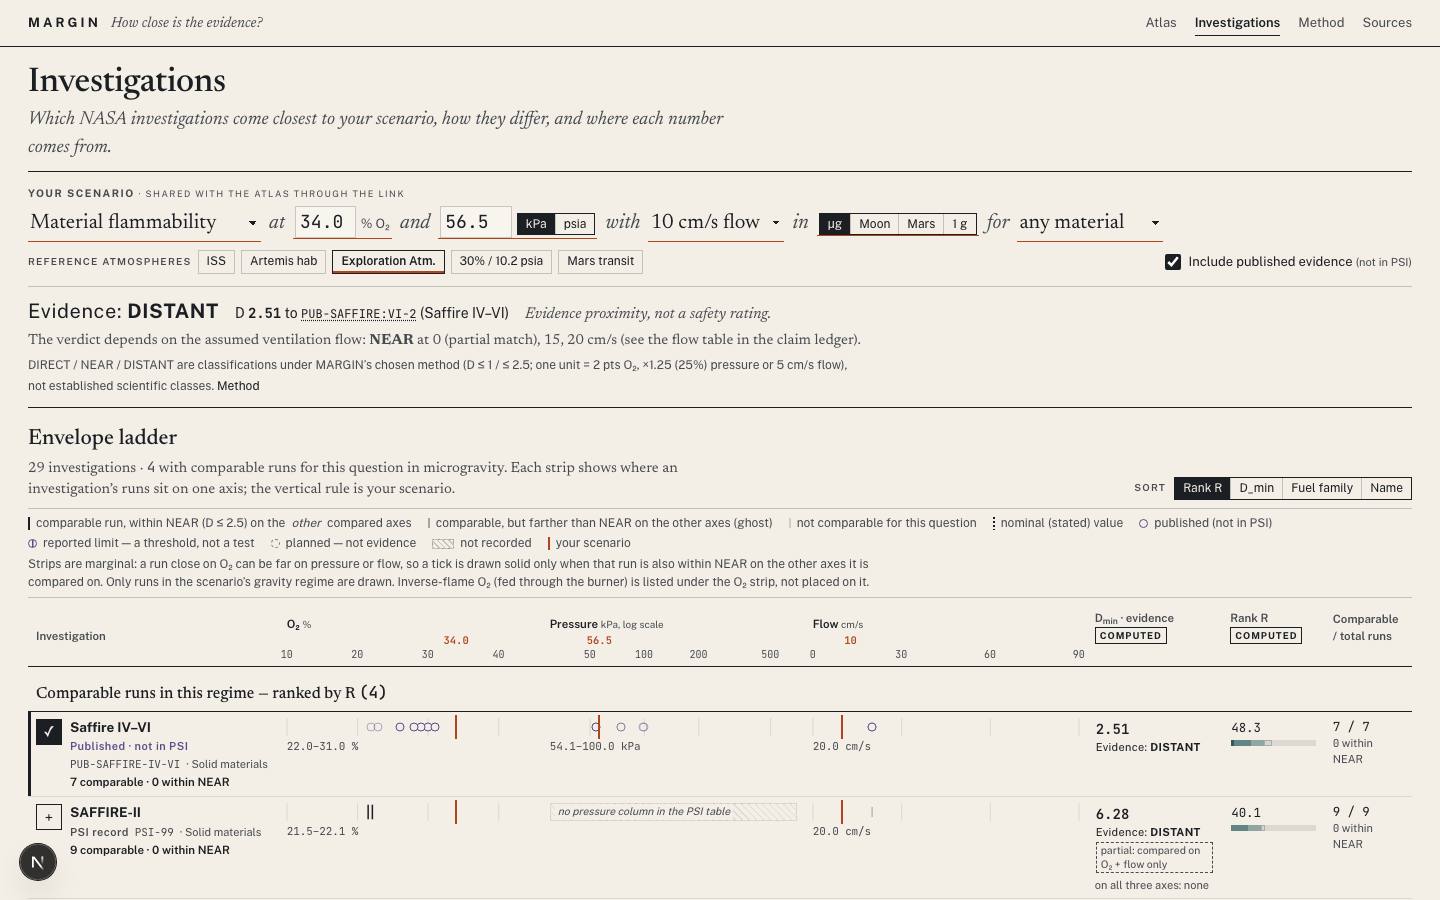 MARGIN How close is the evidence?
Atlas Investigations Method Sources
Investigations
Which NASA investigations come closest to your scenario, how they differ, and where each number
comes from.
YOUR SCENARIO · SHARED WITH THE ATLAS THROUGH THE LINK
Material flammability at 34.0 % O₂ and 56.5 kPa psia with 10 cm/s flow in µg Moon Mars 1 g for any material
REFERENCE ATMOSPHERES ISS Artemis hab Exploration Atm. 30% / 10.2 psia Mars transit
Include published evidence (not in PSI)
Evidence: DISTANT D 2.51 to PUB-SAFFIRE:VI-2 (Saffire IV–VI) Evidence proximity, not a safety rating.
The verdict depends on the assumed ventilation flow: NEAR at 0 (partial match), 15, 20 cm/s (see the flow table in the claim ledger).
DIRECT / NEAR / DISTANT are classifications under MARGIN's chosen method (D ≤ 1 / ≤ 2.5; one unit = 2 pts O₂, ×1.25 (25%) pressure or 5 cm/s flow),
not established scientific classes. Method
Envelope ladder
29 investigations · 4 with comparable runs for this question in microgravity. Each strip shows where an
investigation's runs sit on one axis; the vertical rule is your scenario.
SORT Rank R D_min Fuel family Name
comparable run, within NEAR (D ≤ 2.5) on the other compared axes comparable, but farther than NEAR on the other axes (ghost) not comparable for this question nominal (stated) value published (not in PSI)
reported limit — a threshold, not a test planned — not evidence not recorded your scenario
Strips are marginal: a run close on O₂ can be far on pressure or flow, so a tick is drawn solid only when that run is also within NEAR on the other axes it is
compared on. Only runs in the scenario's gravity regime are drawn. Inverse-flame O₂ (fed through the burner) is listed under the O₂ strip, not placed on it.
Investigation
O₂ %
34.0
10 20 30 40
Pressure kPa, log scale
56.5
50 100 200 500
Flow cm/s
10
0 30 60 90
Dmin · evidence
COMPUTED
Rank R
COMPUTED
Comparable
/ total runs
Comparable runs in this regime — ranked by R (4)
✓ Saffire IV–VI
Published · not in PSI
PUB-SAFFIRE-IV-VI · Solid materials
7 comparable · 0 within NEAR
22.0–31.0 %
54.1–100.0 kPa
20.0 cm/s
2.51
Evidence: DISTANT
48.3
7 / 7
0 within
NEAR
+ SAFFIRE-II
PSI record PSI-99 · Solid materials
9 comparable · 0 within NEAR
21.5–22.1 %
no pressure column in the PSI table
20.0 cm/s
6.28
Evidence: DISTANT
partial: compared on
O₂ + flow only
on all three axes: none
40.1
9 / 9
0 within
NEAR
N